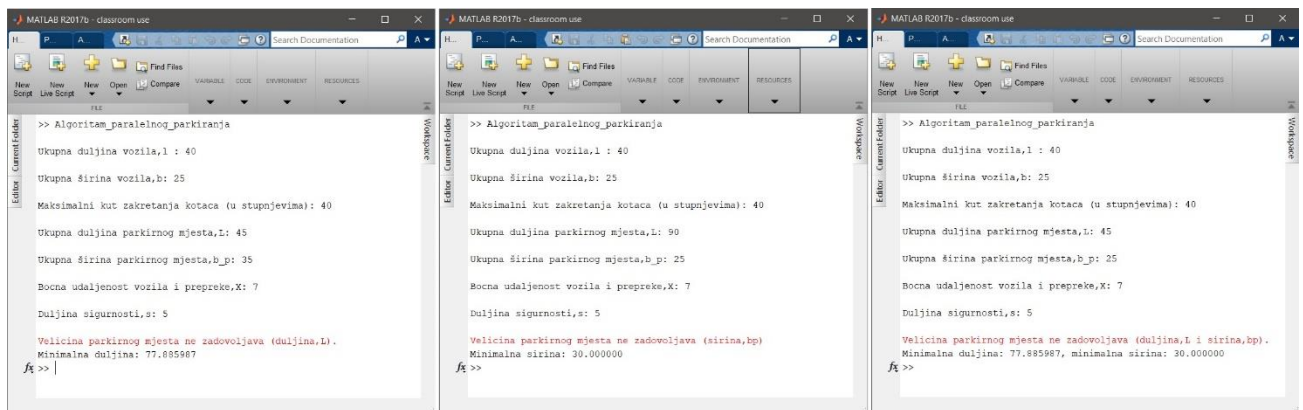 MATLAB R2017b - classroom use
H... P... A... Search Documentation A
New Script New Live Script New Open Find Files Compare VARIABLE CODE ENVIRONMENT RESOURCES
FILE
Current Folder Editor Workspace
>> Algoritam_paralelnog_parkiranja
Ukupna duljina vozila,l : 40
Ukupna širina vozila,b: 25
Maksimalni kut zakretanja kotaca (u stupnjevima): 40
Ukupna duljina parkirnog mjesta,L: 45
Ukupna širina parkirnog mjesta,b_p: 35
Bocna udaljenost vozila i prepreke,X: 7
Duljina sigurnosti,s: 5
Velicina parkirnog mjesta ne zadovoljava (duljina,L).
Minimalna duljina: 77.885987
fx >>
MATLAB R2017b - classroom use
H... P... A... Search Documentation A
New Script New Live Script New Open Find Files Compare VARIABLE CODE ENVIRONMENT RESOURCES
FILE
Current Folder Editor Workspace
>> Algoritam_paralelnog_parkiranja
Ukupna duljina vozila,l : 40
Ukupna širina vozila,b: 25
Maksimalni kut zakretanja kotaca (u stupnjevima): 40
Ukupna duljina parkirnog mjesta,L: 90
Ukupna širina parkirnog mjesta,b_p: 25
Bocna udaljenost vozila i prepreke,X: 7
Duljina sigurnosti,s: 5
Velicina parkirnog mjesta ne zadovoljava (sirina,bp)
Minimalna sirina: 30.000000
fx >>
MATLAB R2017b - classroom use
H... P... A... Search Documentation A
New Script New Live Script New Open Find Files Compare VARIABLE CODE ENVIRONMENT RESOURCES
FILE
Current Folder Editor Workspace
>> Algoritam_paralelnog_parkiranja
Ukupna duljina vozila,l : 40
Ukupna širina vozila,b: 25
Maksimalni kut zakretanja kotaca (u stupnjevima): 40
Ukupna duljina parkirnog mjesta,L: 45
Ukupna širina parkirnog mjesta,b_p: 25
Bocna udaljenost vozila i prepreke,X: 7
Duljina sigurnosti,s: 5
Velicina parkirnog mjesta ne zadovoljava (duljina,L i sirina,bp).
Minimalna duljina: 77.885987, minimalna sirina: 30.000000
fx >>